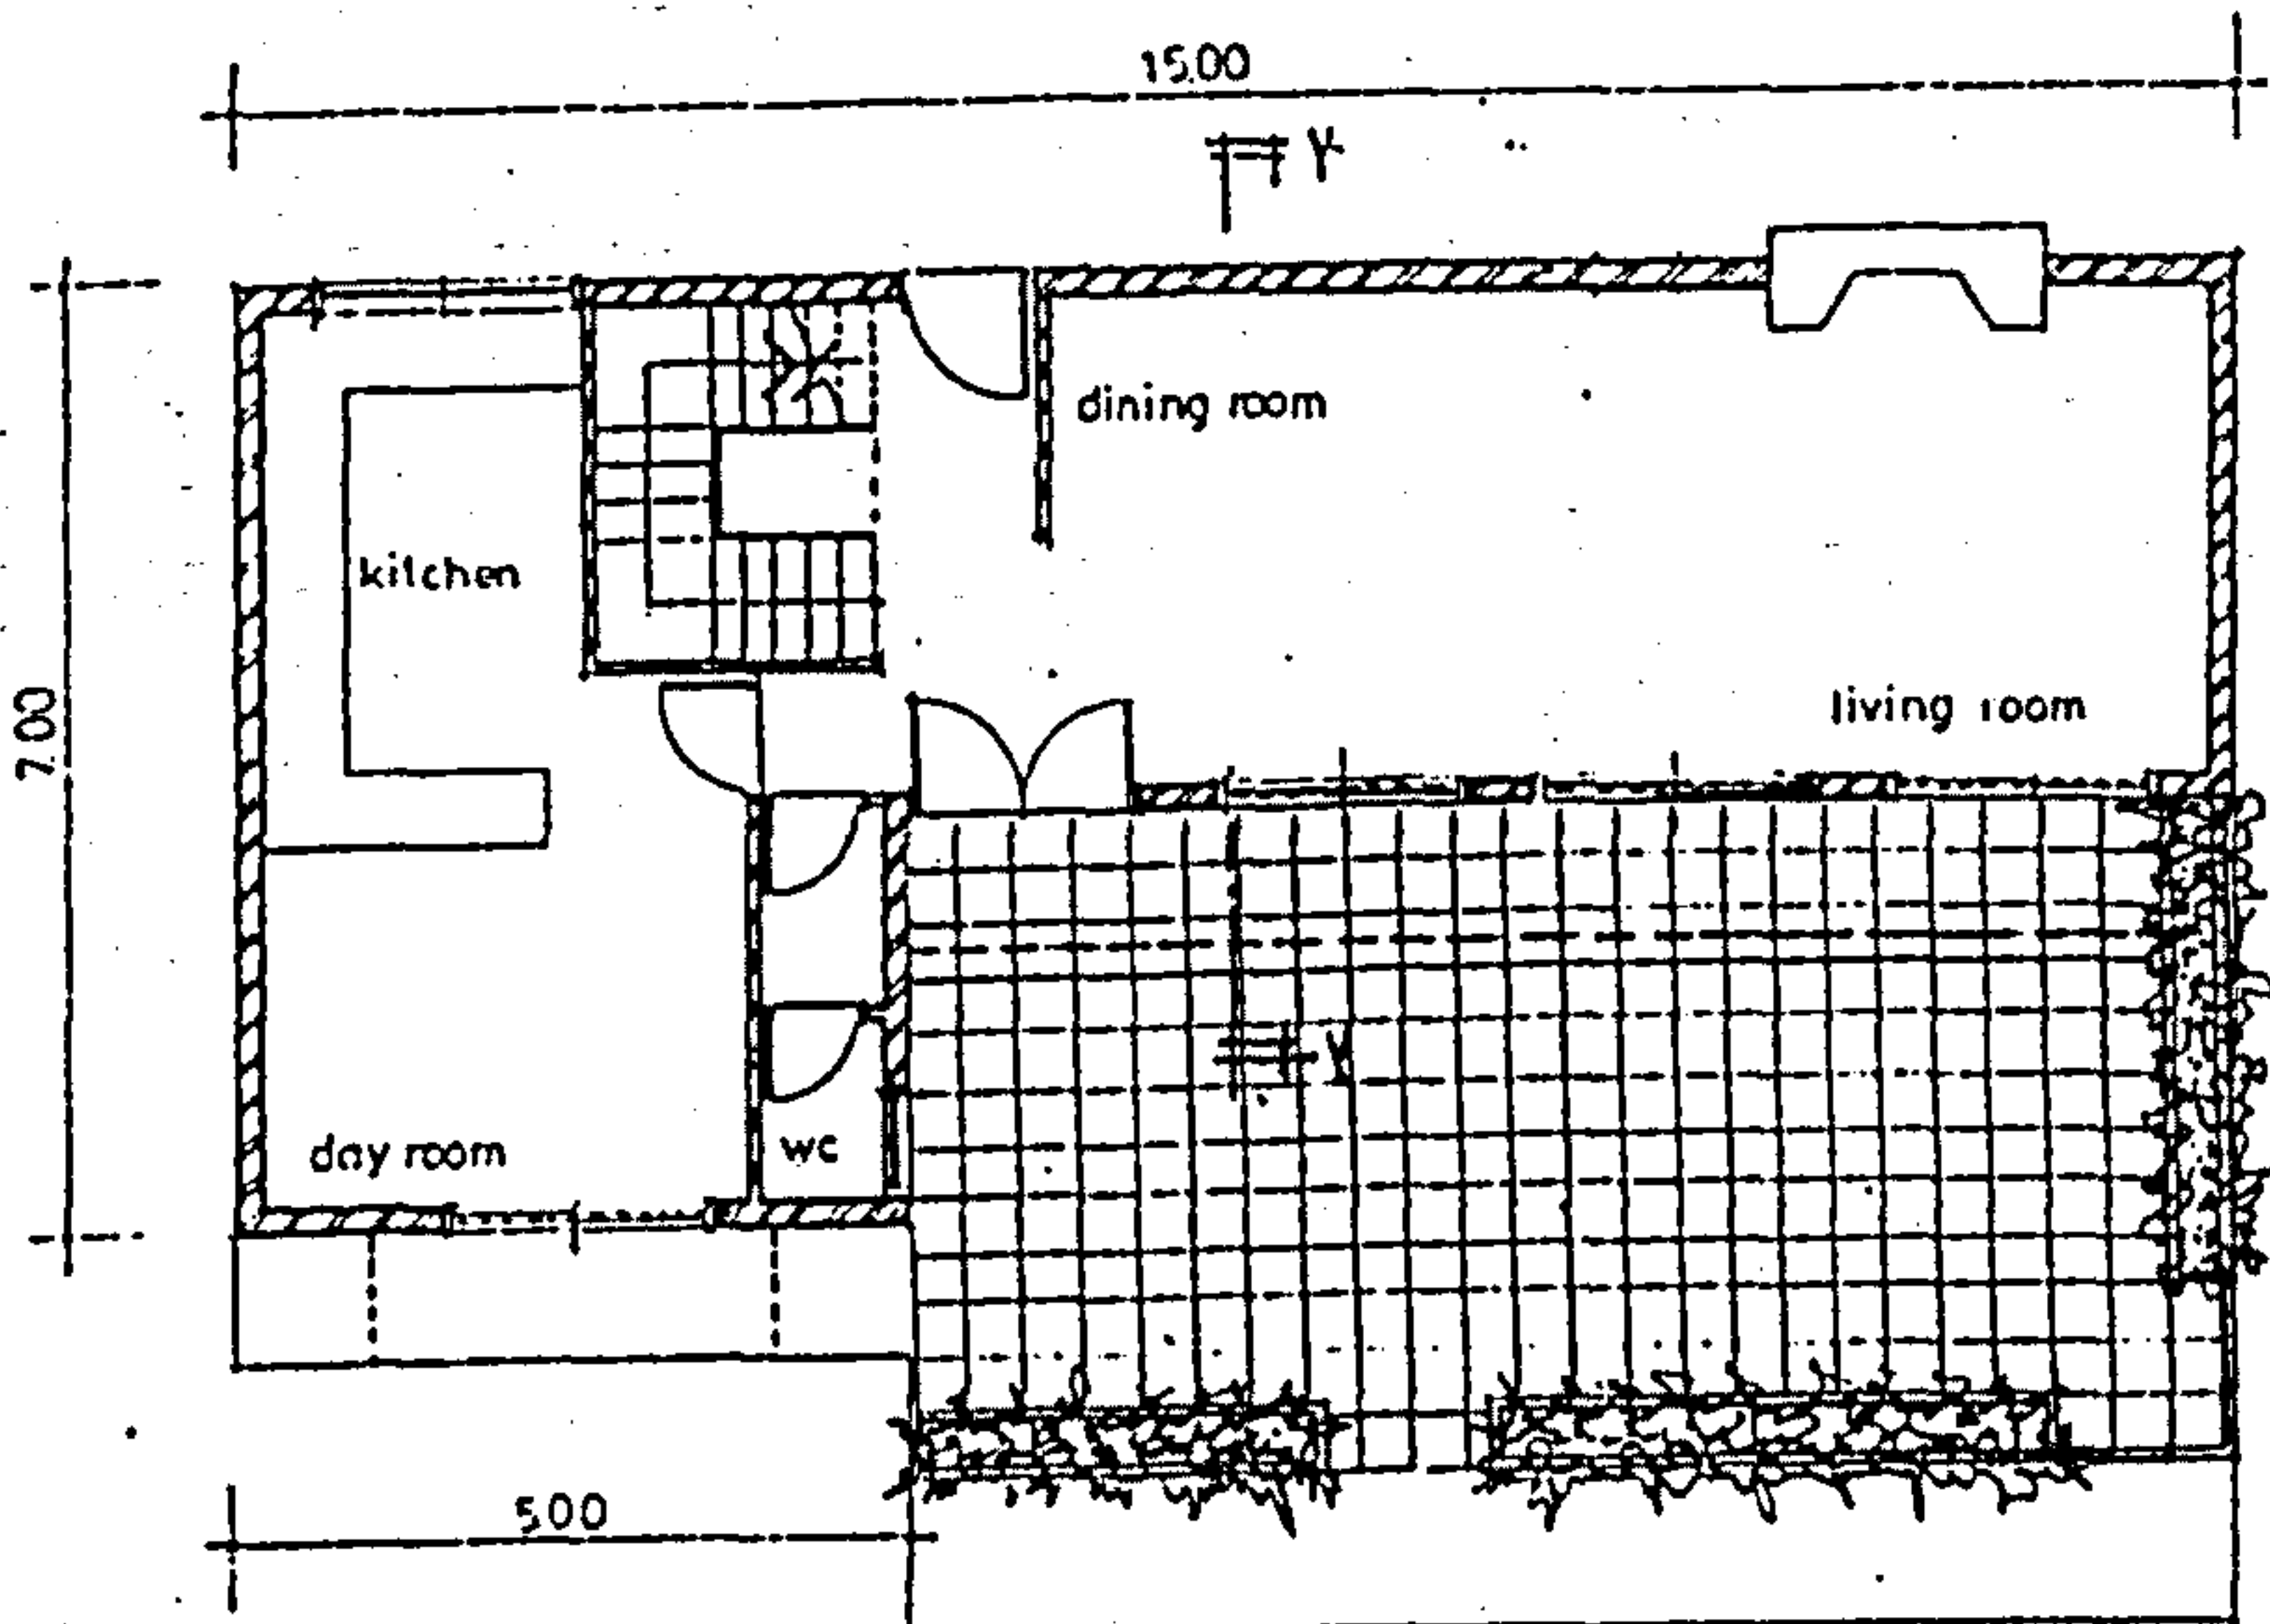 15.00
Y
dining room
kitchen
living room
7.00
Y
day room
wc
5.00